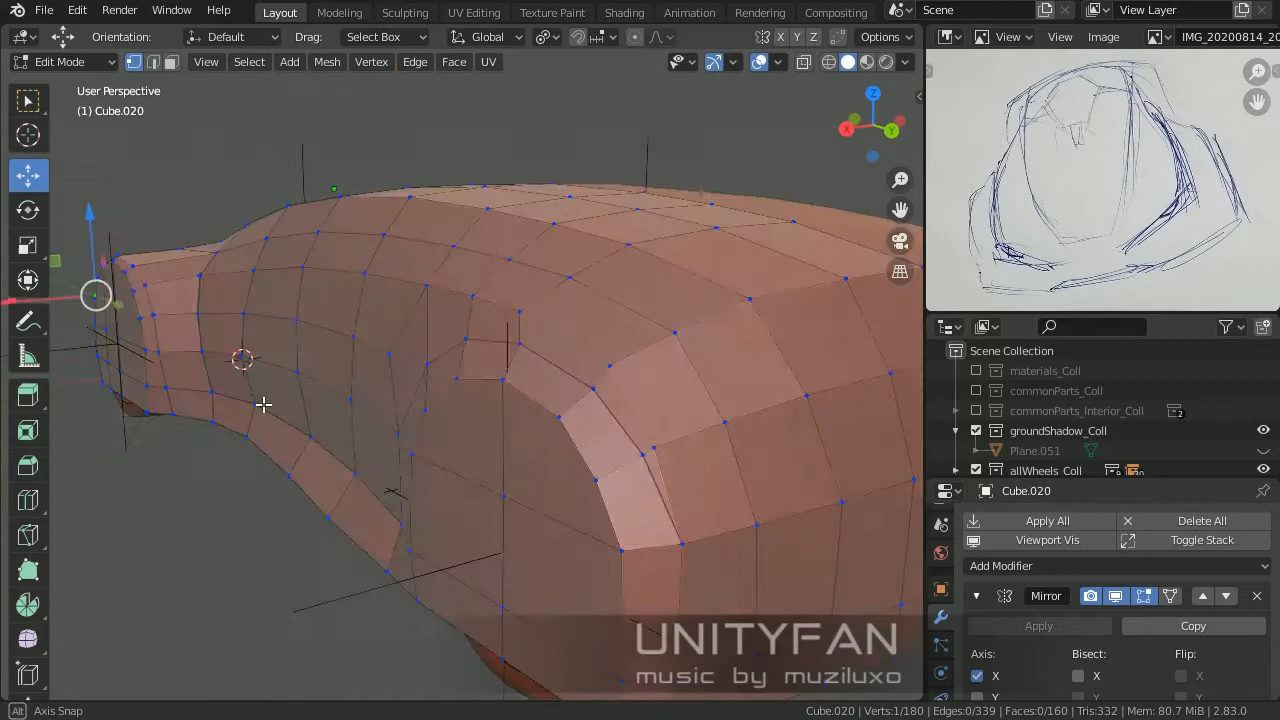 File Edit Render Window Help Layout Modeling Sculpting UV Editing Texture Paint Shading Animation Rendering Compositing Scene View Layer
Orientation: Default Drag: Select Box Global X Y Z Options View View Image IMG_20200814_20
Edit Mode View Select Add Mesh Vertex Edge Face UV
User Perspective
(1) Cube.020
Z
X Y
Scene Collection
materials_Coll
commonParts_Coll
commonParts_Interior_Coll 2
groundShadow_Coll
Plane.051
allWheels_Coll
Cube.020
Apply All Delete All
Viewport Vis Toggle Stack
Add Modifier
Mirror
Apply Copy
Axis: Bisect: Flip:
X X X
Y Y Y
UNITYFAN
music by muziluxo
Alt Axis Snap Cube.020 | Verts:1/180 | Edges:0/339 | Faces:0/160 | Tris:332 | Mem: 80.7 MiB | 2.83.0